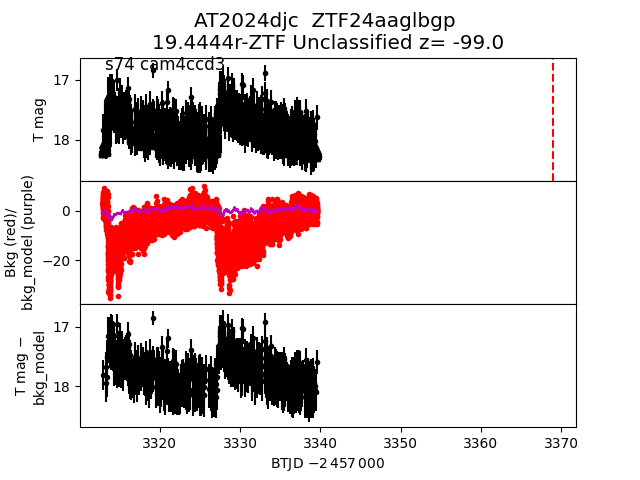 AT2024djc  ZTF24aaglbgp
19.4444r-ZTF Unclassified z= -99.0
s74 cam4ccd3
17
18
T mag
0
−20
Bkg (red)/
bkg_model (purple)
17
18
T mag −
bkg_model
3320
3330
3340
3350
3360
3370
BTJD −2 457 000